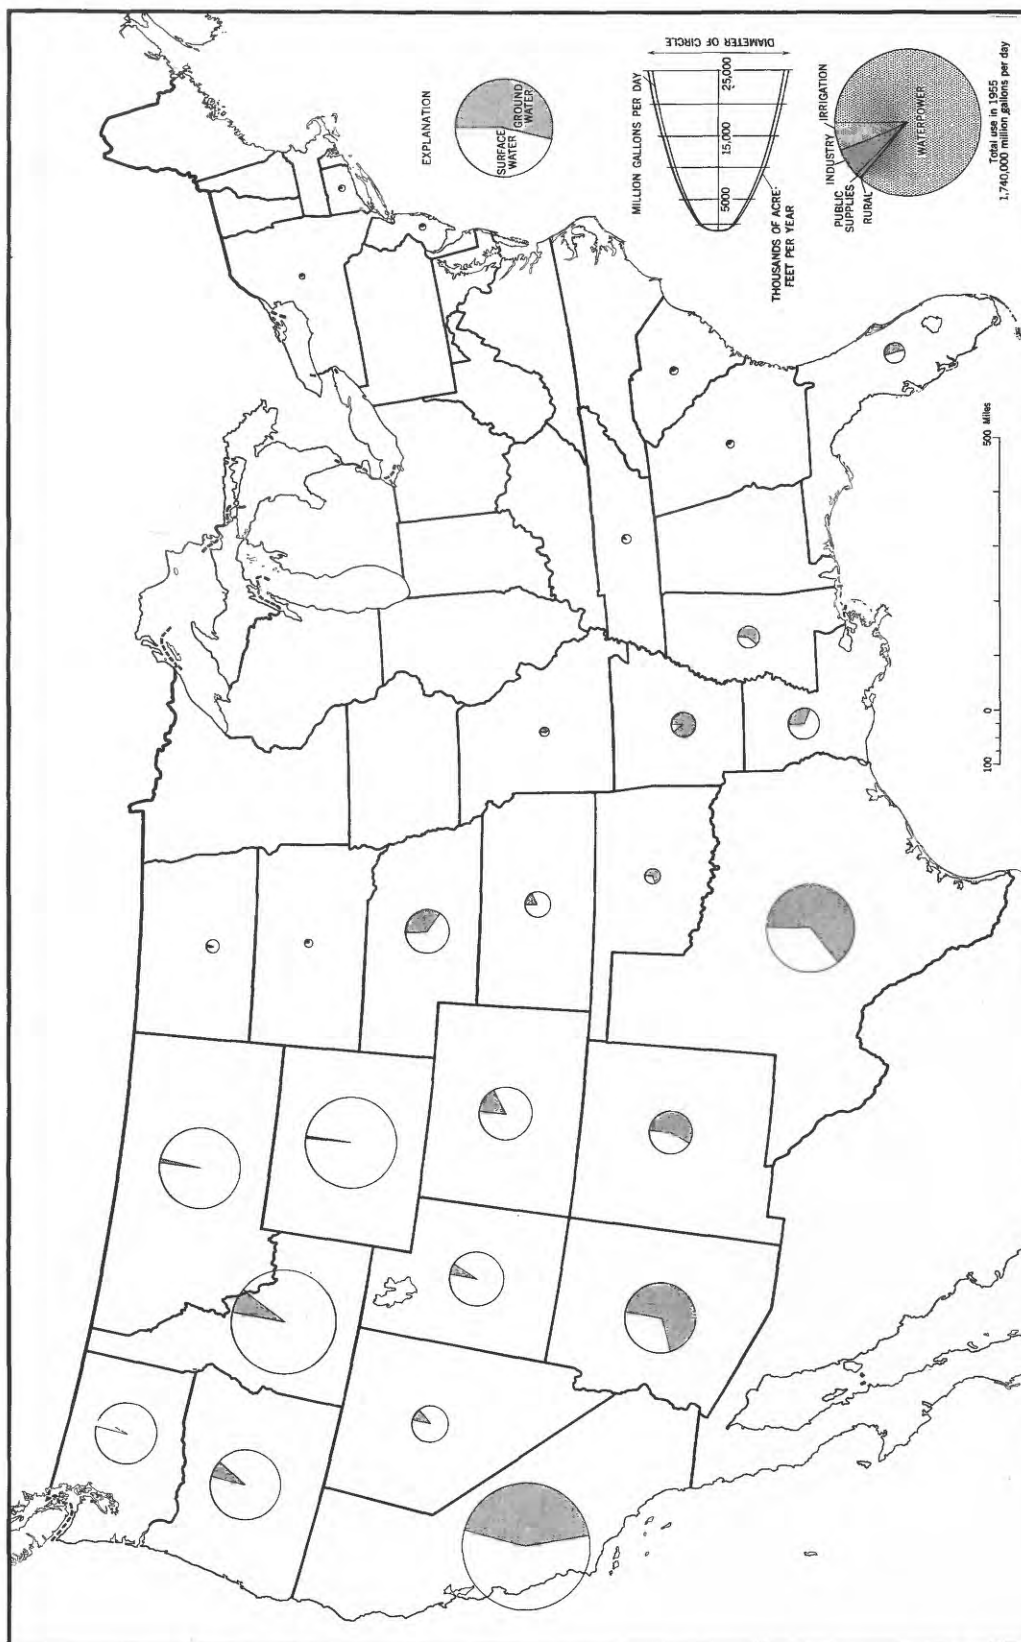 EXPLANATION
SURFACE
WATER
GROUND
WATER
MILLION GALLONS PER DAY
5000
15,000
25,000
DIAMETER OF CIRCLE
THOUSANDS OF ACRE-
FEET PER YEAR
IRRIGATION
INDUSTRY
PUBLIC
SUPPLIES
RURAL
WATERPOWER
Total use in 1955
1,740,000 million gallons per day
100
0
500 Miles